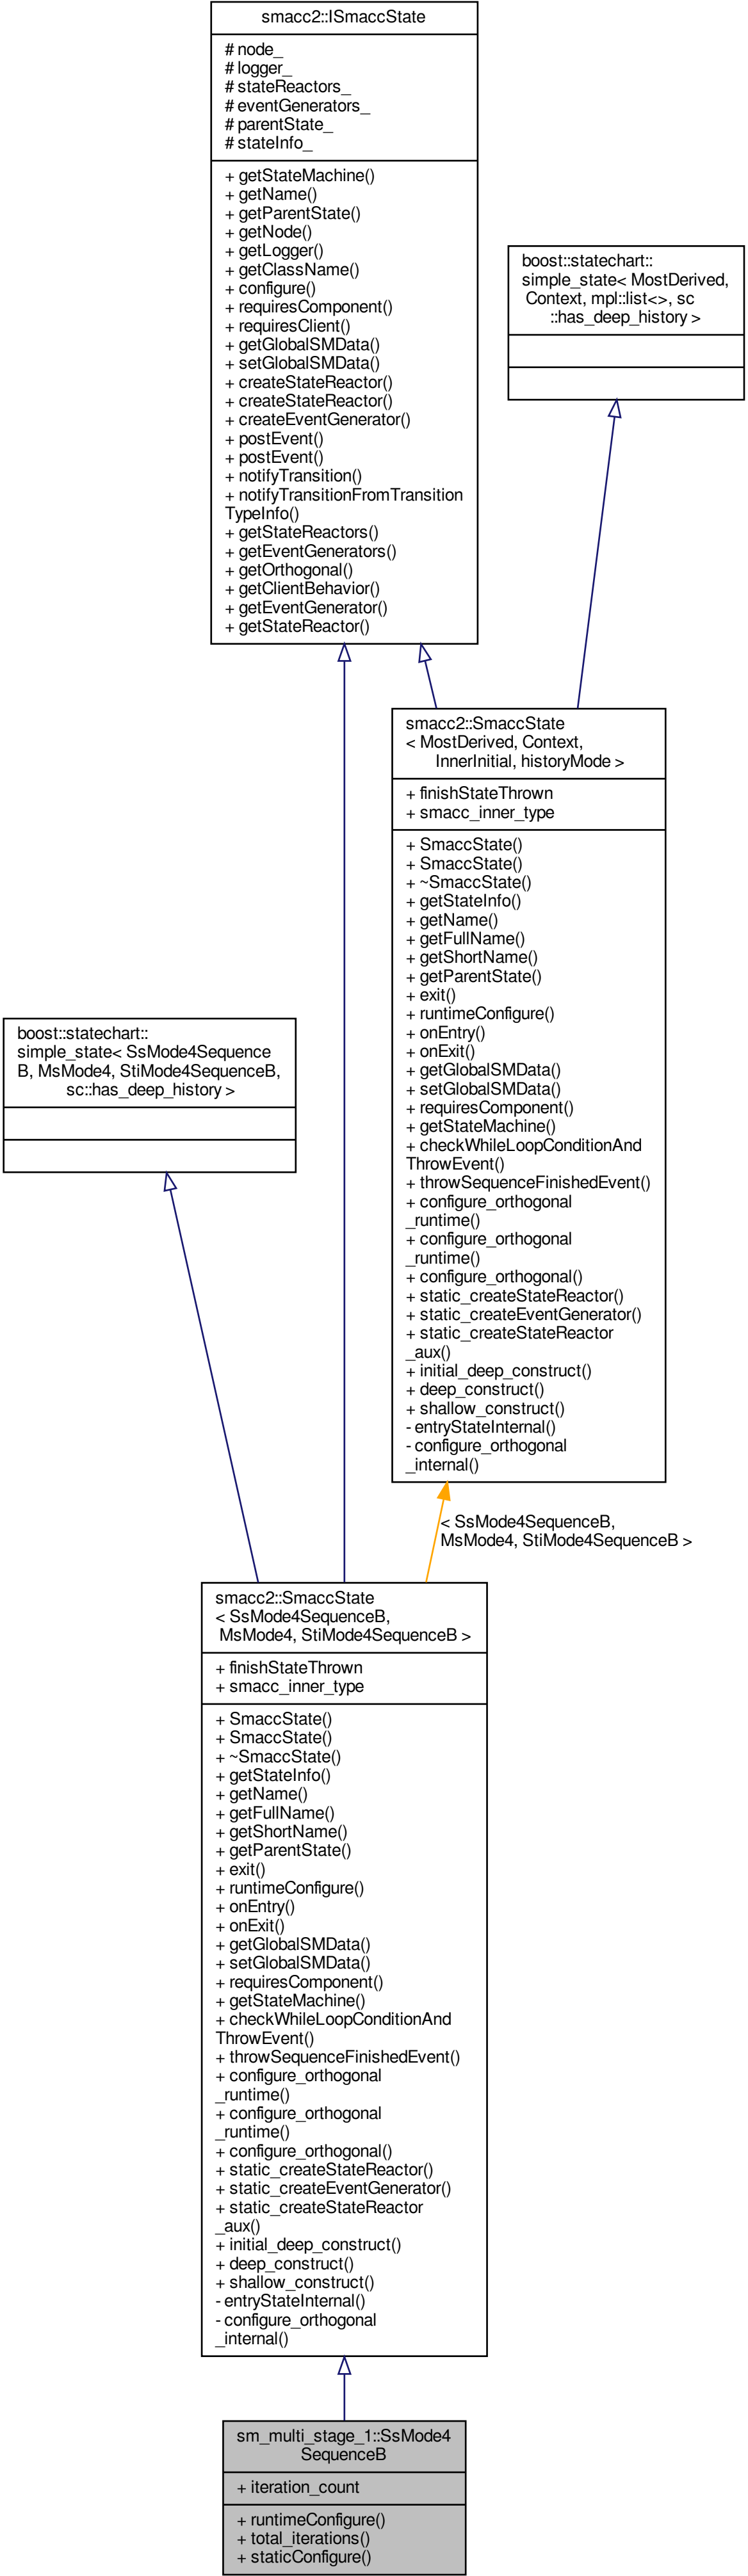 smacc2::ISmaccState
# node_
# logger_
# stateReactors_
# eventGenerators_
# parentState_
# stateInfo_
+ getStateMachine()
+ getName()
+ getParentState()
+ getNode()
+ getLogger()
+ getClassName()
+ configure()
+ requiresComponent()
+ requiresClient()
+ getGlobalSMData()
+ setGlobalSMData()
+ createStateReactor()
+ createStateReactor()
+ createEventGenerator()
+ postEvent()
+ postEvent()
+ notifyTransition()
+ notifyTransitionFromTransition
TypeInfo()
+ getStateReactors()
+ getEventGenerators()
+ getOrthogonal()
+ getClientBehavior()
+ getEventGenerator()
+ getStateReactor()
boost::statechart::
simple_state< MostDerived,
Context, mpl::list<>, sc
::has_deep_history >
smacc2::SmaccState
< MostDerived, Context,
InnerInitial, historyMode >
+ finishStateThrown
+ smacc_inner_type
+ SmaccState()
+ SmaccState()
+ ~SmaccState()
+ getStateInfo()
+ getName()
+ getFullName()
+ getShortName()
+ getParentState()
+ exit()
+ runtimeConfigure()
+ onEntry()
+ onExit()
+ getGlobalSMData()
+ setGlobalSMData()
+ requiresComponent()
+ getStateMachine()
+ checkWhileLoopConditionAnd
ThrowEvent()
+ throwSequenceFinishedEvent()
+ configure_orthogonal
_runtime()
+ configure_orthogonal
_runtime()
+ configure_orthogonal()
+ static_createStateReactor()
+ static_createEventGenerator()
+ static_createStateReactor
_aux()
+ initial_deep_construct()
+ deep_construct()
+ shallow_construct()
- entryStateInternal()
- configure_orthogonal
_internal()
boost::statechart::
simple_state< SsMode4Sequence
B, MsMode4, StiMode4SequenceB,
sc::has_deep_history >
< SsMode4SequenceB,
MsMode4, StiMode4SequenceB >
smacc2::SmaccState
< SsMode4SequenceB,
MsMode4, StiMode4SequenceB >
+ finishStateThrown
+ smacc_inner_type
+ SmaccState()
+ SmaccState()
+ ~SmaccState()
+ getStateInfo()
+ getName()
+ getFullName()
+ getShortName()
+ getParentState()
+ exit()
+ runtimeConfigure()
+ onEntry()
+ onExit()
+ getGlobalSMData()
+ setGlobalSMData()
+ requiresComponent()
+ getStateMachine()
+ checkWhileLoopConditionAnd
ThrowEvent()
+ throwSequenceFinishedEvent()
+ configure_orthogonal
_runtime()
+ configure_orthogonal
_runtime()
+ configure_orthogonal()
+ static_createStateReactor()
+ static_createEventGenerator()
+ static_createStateReactor
_aux()
+ initial_deep_construct()
+ deep_construct()
+ shallow_construct()
- entryStateInternal()
- configure_orthogonal
_internal()
sm_multi_stage_1::SsMode4
SequenceB
+ iteration_count
+ runtimeConfigure()
+ total_iterations()
+ staticConfigure()